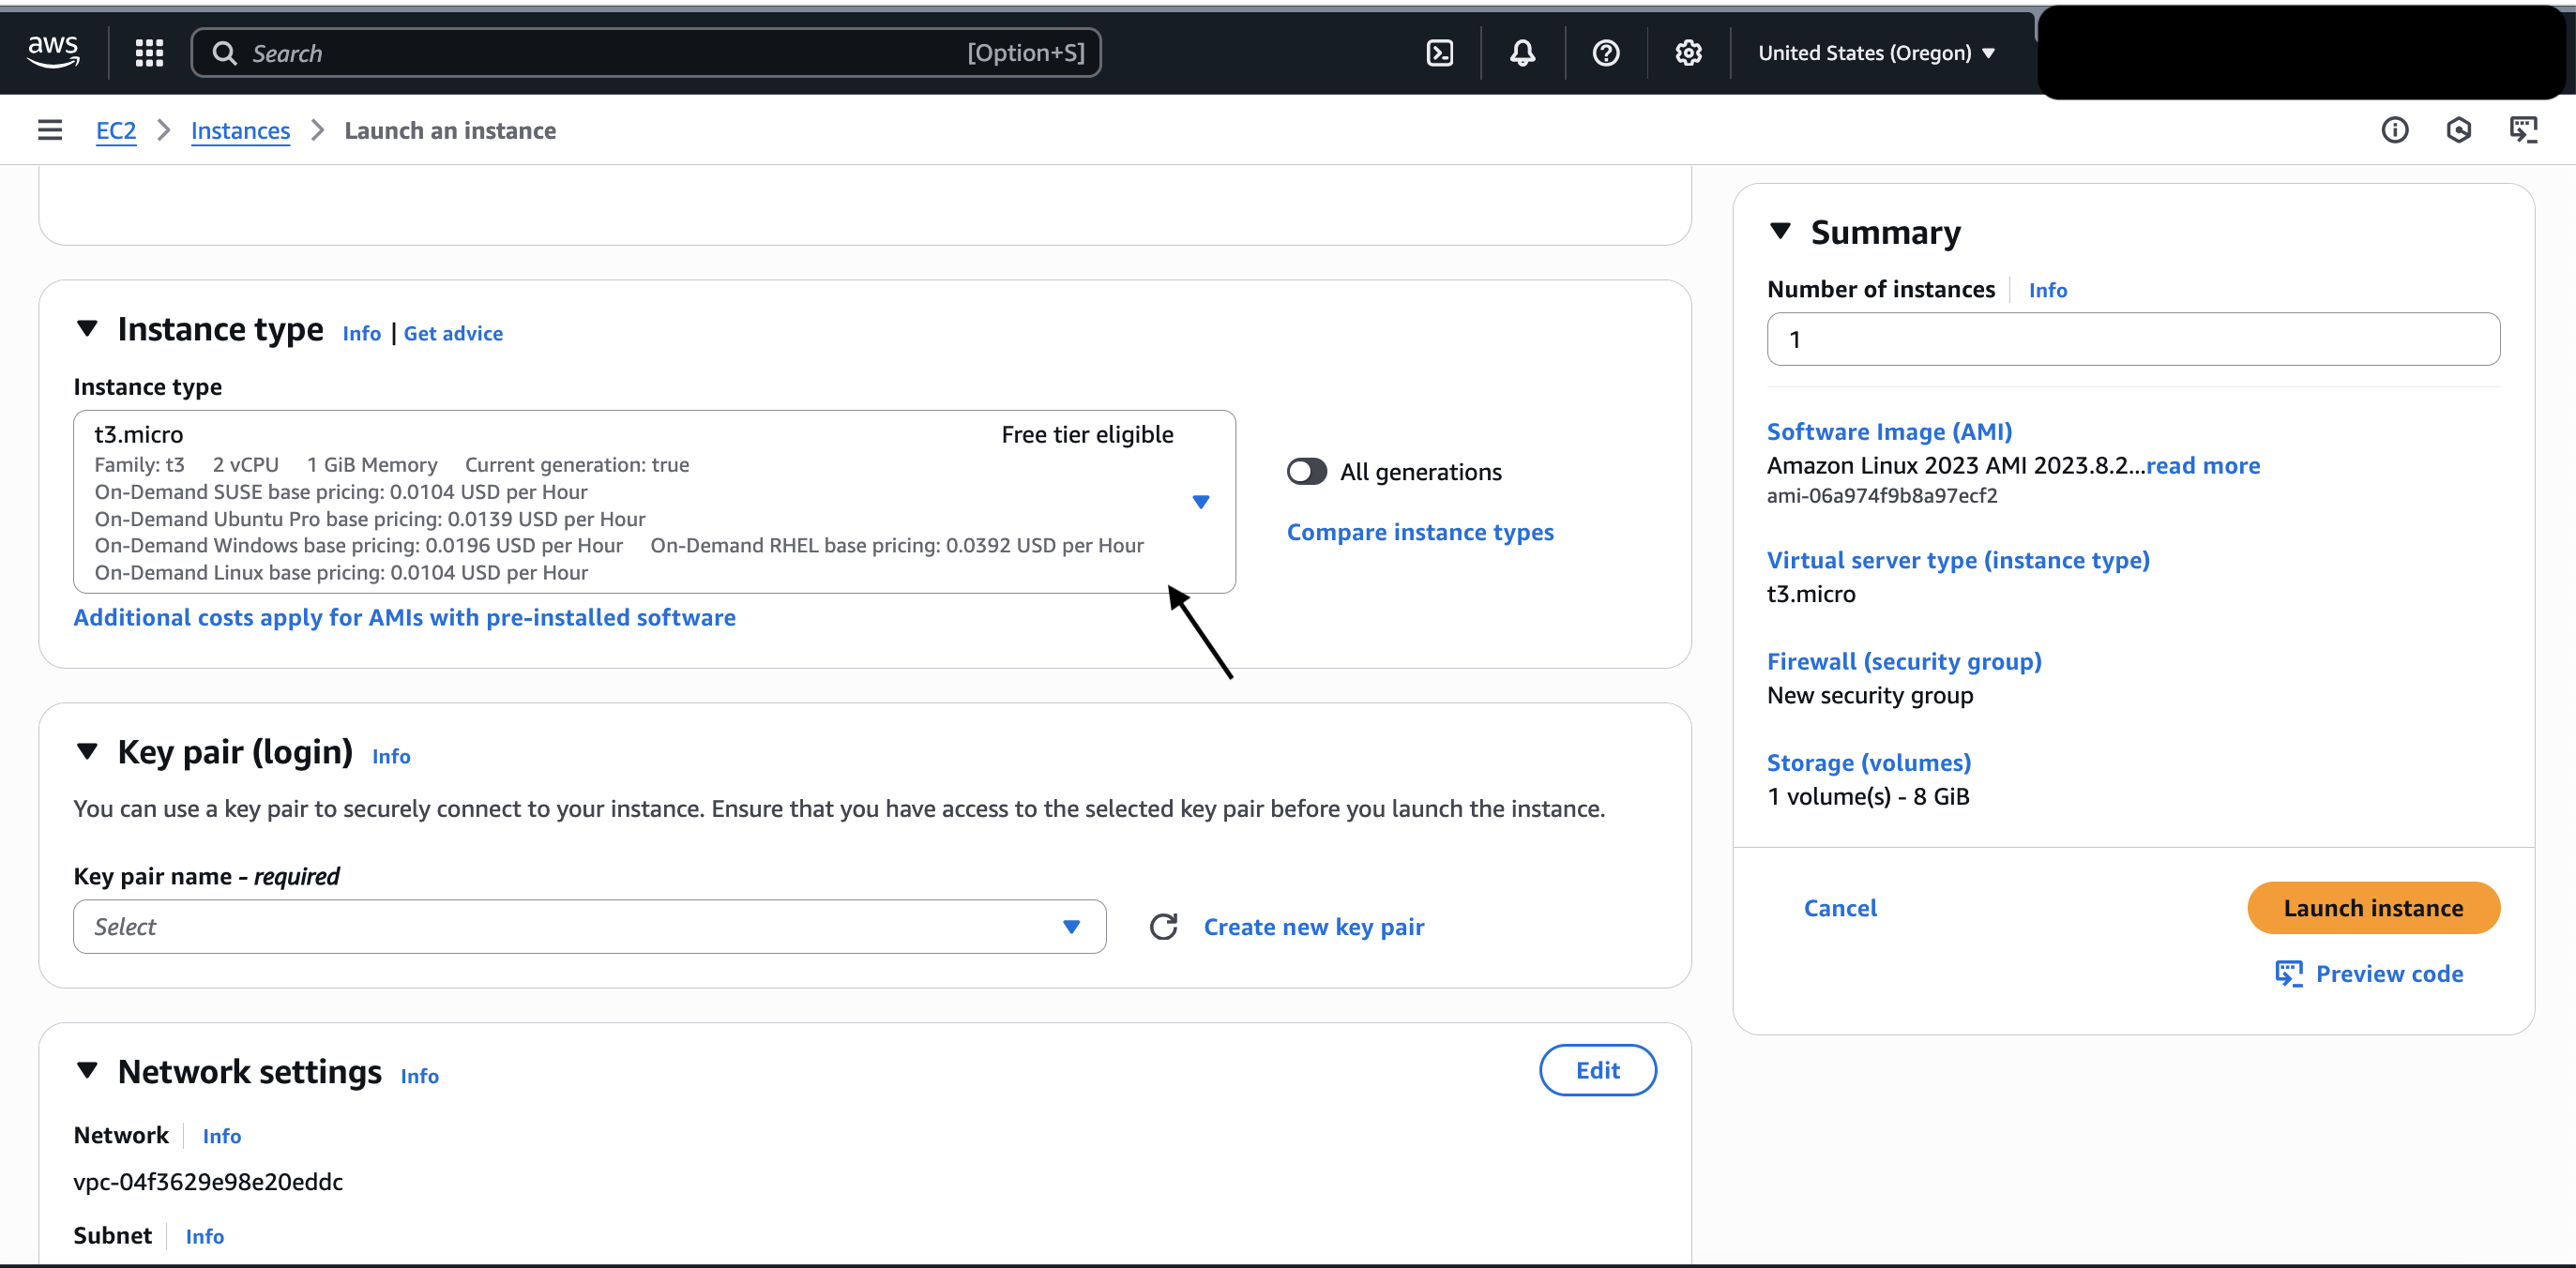 aws
Search
[Option+S]
United States (Oregon)
EC2 > Instances > Launch an instance
Instance type Info | Get advice
Instance type
t3.micro Free tier eligible
Family: t3 2 vCPU 1 GiB Memory Current generation: true
On-Demand SUSE base pricing: 0.0104 USD per Hour
On-Demand Ubuntu Pro base pricing: 0.0139 USD per Hour
On-Demand Windows base pricing: 0.0196 USD per Hour On-Demand RHEL base pricing: 0.0392 USD per Hour
On-Demand Linux base pricing: 0.0104 USD per Hour
All generations
Compare instance types
Additional costs apply for AMIs with pre-installed software
Key pair (login) Info
You can use a key pair to securely connect to your instance. Ensure that you have access to the selected key pair before you launch the instance.
Key pair name - required
Select
Create new key pair
Network settings Info
Edit
Network Info
vpc-04f3629e98e20eddc
Subnet Info
Summary
Number of instances Info
1
Software Image (AMI)
Amazon Linux 2023 AMI 2023.8.2...read more
ami-06a974f9b8a97ecf2
Virtual server type (instance type)
t3.micro
Firewall (security group)
New security group
Storage (volumes)
1 volume(s) - 8 GiB
Cancel
Launch instance
Preview code